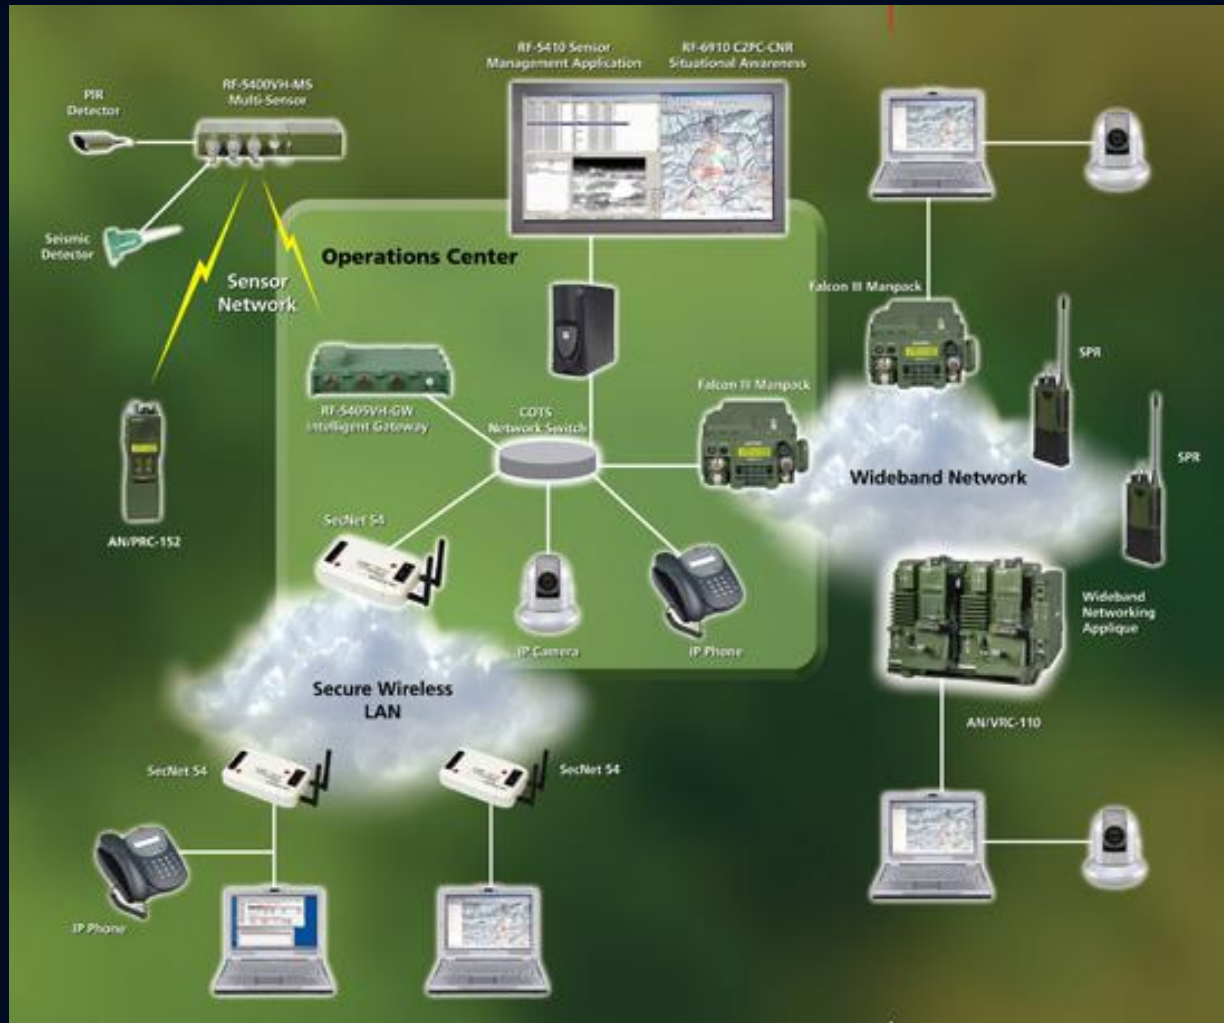 RF-5410 Sensor
Management Application
RF-6910 C2PC-CNR
Situational Awareness
RF-5400VH-MS
Multi-Sensor
PIR
Detector
Seismic
Detector
Operations Center
Sensor
Network
Falcon III Manpack
SPR
Falcon III Manpack
SPR
RF-5405VH-GW
Intelligent Gateway
COTS
Network Switch
Wideband Network
AN/PRC-152
SecNet 54
IP Camera
IP Phone
Wideband
Networking
Applique
Secure Wireless
LAN
AN/VRC-110
SecNet 54
SecNet 54
IP Phone